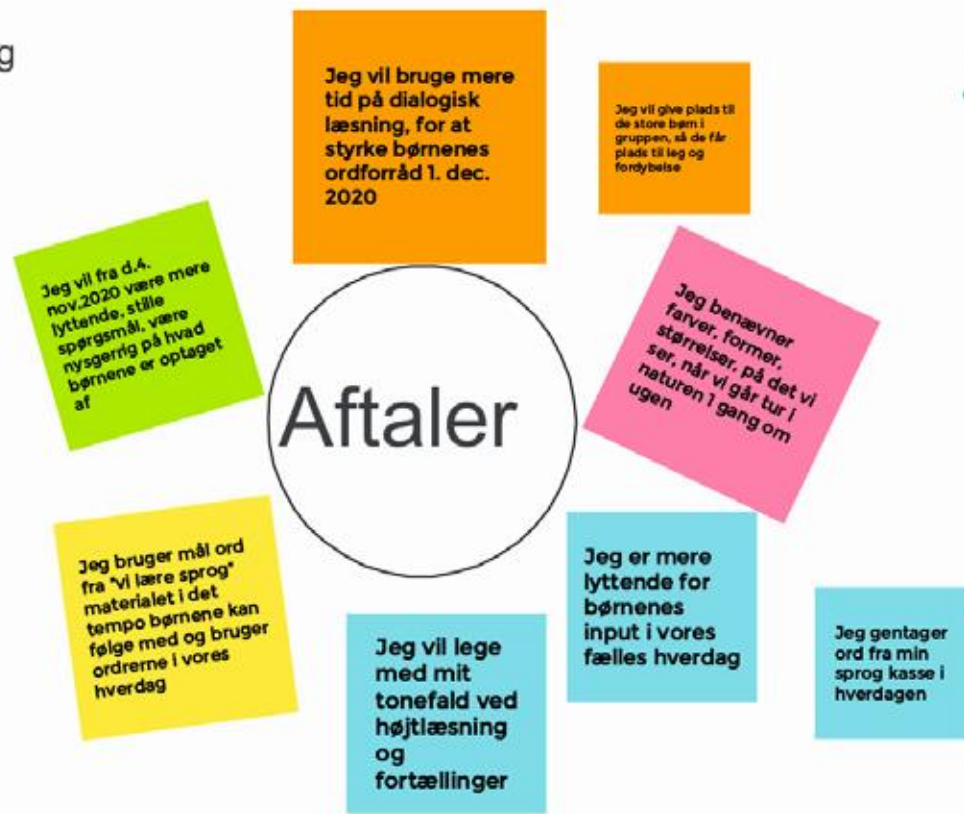 g
Jeg vil bruge mere
tid på dialogisk
læsning, for at
styrke børnenes
ordforråd 1. dec.
2020
Jeg vil give plads til
de store børn i
gruppen, så de får
plads til leg og
fordybelse
Jeg vil fra d.4.
nov.2020 være mere
lyttende, stille
spørgsmål, være
nysgerrig på hvad
børnene er optaget
af
Aftaler
Jeg benævner
farver, former,
størrelser, på det vi
ser, når vi går tur i
naturen 1 gang om
ugen
Jeg bruger mål ord
fra "vi lære sprog"
materialet i det
tempo børnene kan
følge med og bruger
ordrerne i vores
hverdag
Jeg vil lege
med mit
tonefald ved
højtlæsning
og
fortællinger
Jeg er mere
lyttende for
børnenes
input i vores
fælles hverdag
Jeg gentager
ord fra min
sprog kasse i
hverdagen